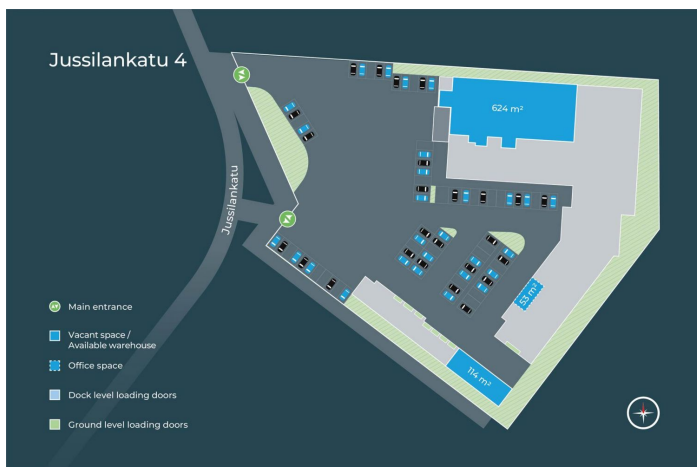 Jussilankatu 4
624 m²
Jussilankatu
53 m²
114 m²
Main entrance
Vacant space /
Available warehouse
Office space
Dock level loading doors
Ground level loading doors